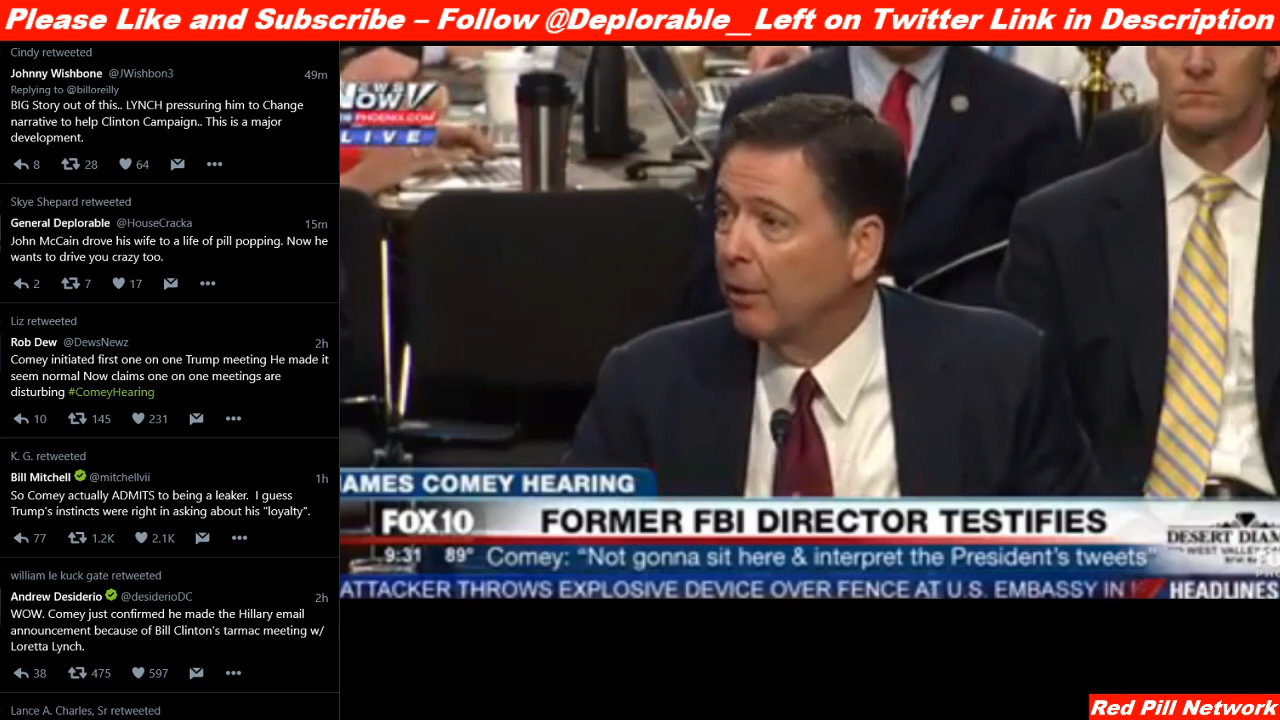 Please Like and Subscribe – Follow @Deplorable__Left on Twitter Link in Description
Cindy retweeted
Johnny Wishbone @JWishbon3 49m
Replying to @billoreilly
BIG Story out of this.. LYNCH pressuring him to Change
narrative to help Clinton Campaign.. This is a major
development.
8 28 64
Skye Shepard retweeted
General Deplorable @HouseCracka 15m
John McCain drove his wife to a life of pill popping. Now he
wants to drive you crazy too.
2 7 17
Liz retweeted
Rob Dew @DewsNewz 2h
Comey initiated first one on one Trump meeting He made it
seem normal Now claims one on one meetings are
disturbing #ComeyHearing
10 145 231
K. G. retweeted
Bill Mitchell @mitchellvii 1h
So Comey actually ADMITS to being a leaker. I guess
Trump's instincts were right in asking about his "loyalty".
77 1.2K 2.1K
william le kuck gate retweeted
Andrew Desiderio @desiderioDC 2h
WOW. Comey just confirmed he made the Hillary email
announcement because of Bill Clinton's tarmac meeting w/
Loretta Lynch.
38 475 597
Lance A. Charles, Sr retweeted
NEWS
NOW
PHOENIX.COM
LIVE
AMES COMEY HEARING
FOX 10 FORMER FBI DIRECTOR TESTIFIES
DESERT DIAM
WEST VALLEY
9:31 89° Comey: “Not gonna sit here & interpret the President's tweets”
ATTACKER THROWS EXPLOSIVE DEVICE OVER FENCE AT U.S. EMBASSY IN
HEADLINES
Red Pill Network